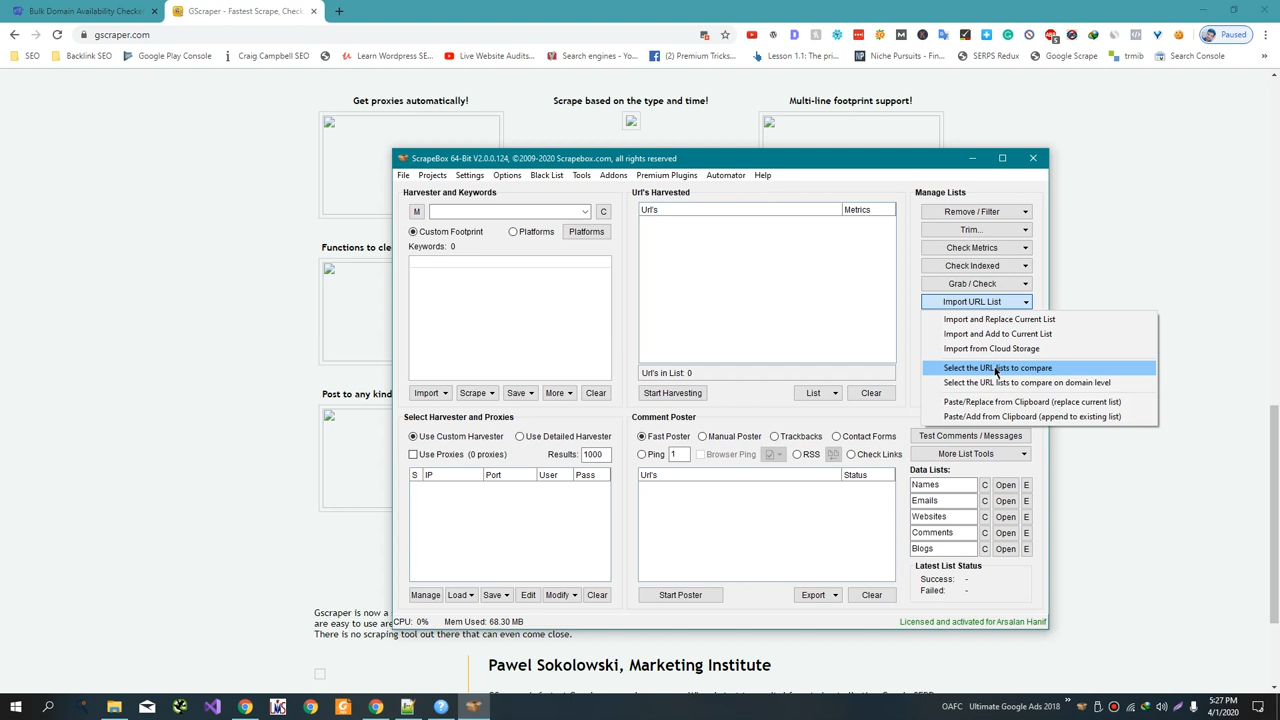 Bulk Domain Availability Checke
GScraper - Fastest Scrape, Check
gscraper.com
Paused
SEO
Backlink SEO
Google Play Console
Craig Campbell SEO
Learn Wordpress SE...
Live Website Audits...
Search engines - Yo...
(2) Premium Tricks...
Lesson 1.1: The pri...
Niche Pursuits - Hel...
SERPS Redux
Google Scrape
trmib
Search Console
Get proxies automatically!
Scrape based on the type and time!
Multi-line footprint support!
Functions to cle
Post to any kind
ScrapeBox 64-Bit V2.0.0.124, ©2009-2020 Scrapebox.com, all rights reserved
File Projects Settings Options Black List Tools Addons Premium Plugins Automator Help
Harvester and Keywords
M
C
Custom Footprint
Platforms
Platforms
Keywords: 0
Import
Scrape
Save
More
Clear
Url's Harvested
Url's
Metrics
Url's in List: 0
Start Harvesting
List
Clear
Manage Lists
Remove / Filter
Trim...
Check Metrics
Check Indexed
Grab / Check
Import URL List
Import and Replace Current List
Import and Add to Current List
Import from Cloud Storage
Select the URL lists to compare
Select the URL lists to compare on domain level
Paste/Replace from Clipboard (replace current list)
Paste/Add from Clipboard (append to existing list)
Select Harvester and Proxies
Use Custom Harvester
Use Detailed Harvester
Use Proxies (0 proxies)
Results: 1000
S IP Port User Pass
Manage
Load
Save
Edit
Modify
Clear
Comment Poster
Fast Poster
Manual Poster
Trackbacks
Contact Forms
Ping 1
Browser Ping
RSS
Check Links
Url's
Status
Start Poster
Export
Clear
Test Comments / Messages
More List Tools
Data Lists:
Names C Open E
Emails C Open E
Websites C Open E
Comments C Open E
Blogs C Open E
Latest List Status
Success: -
Failed: -
CPU: 0% Mem Used: 68.30 MB
Licensed and activated for Arsalan Hanif
Gscraper is now a
are easy to use are
There is no scraping tool out there that can even come close.
Pawel Sokolowski, Marketing Institute
OAFC
Ultimate Google Ads 2018
5:27 PM
4/1/2020